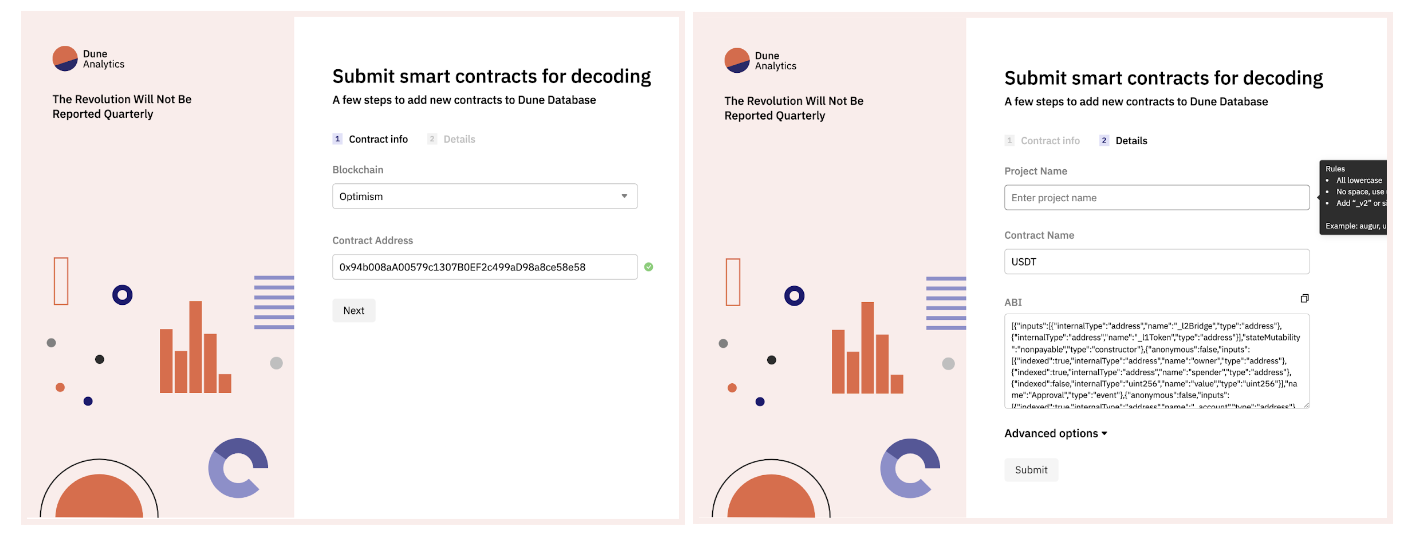 Dune
Analytics
The Revolution Will Not Be
Reported Quarterly
Submit smart contracts for decoding
A few steps to add new contracts to Dune Database
1 Contract info 2 Details
Blockchain
Optimism
Contract Address
0x94b008aA00579c1307B0EF2c499aD98a8ce58e58
Next
Dune
Analytics
The Revolution Will Not Be
Reported Quarterly
Submit smart contracts for decoding
A few steps to add new contracts to Dune Database
1 Contract info 2 Details
Project Name
Enter project name
Rules
• All lowercase
• No space, use
• Add "_v2" or si
Example: augur, u
Contract Name
USDT
ABI
[{"inputs":[{"internalType":"address","name":"_l2Bridge","type":"address"},
{"internalType":"address","name":"_l1Token","type":"address"}],"stateMutability
":"nonpayable","type":"constructor"},{"anonymous":false,"inputs":
[{"indexed":true,"internalType":"address","name":"owner","type":"address"},
{"indexed":true,"internalType":"address","name":"spender","type":"address"},
{"indexed":false,"internalType":"uint256","name":"value","type":"uint256"}],"na
me":"Approval","type":"event"},{"anonymous":false,"inputs":
[{"indexed":true,"internalType":"address","name":"_account","type":"address"},
Advanced options
Submit